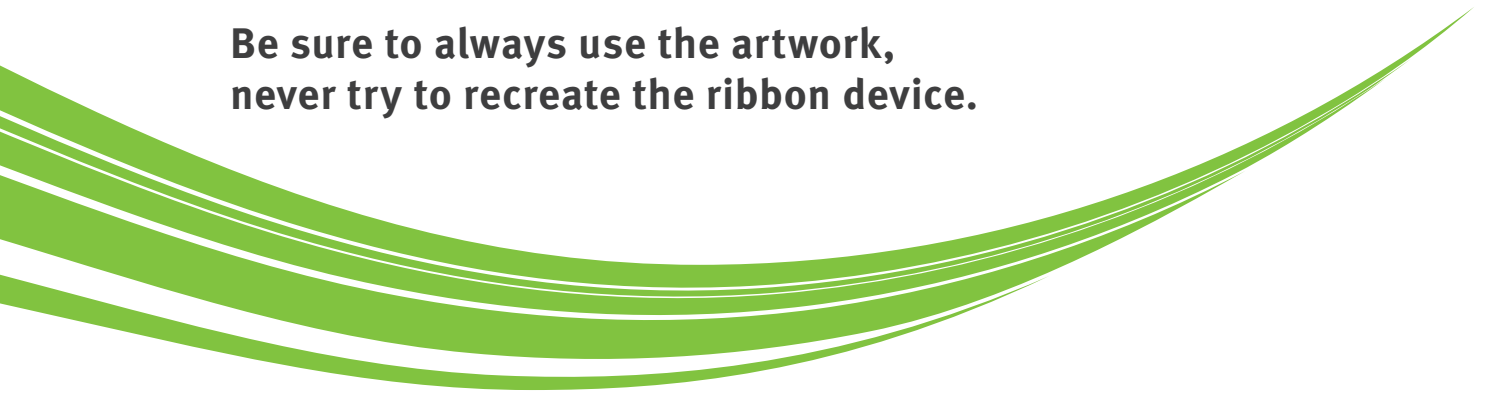 Be sure to always use the artwork,
never try to recreate the ribbon device.